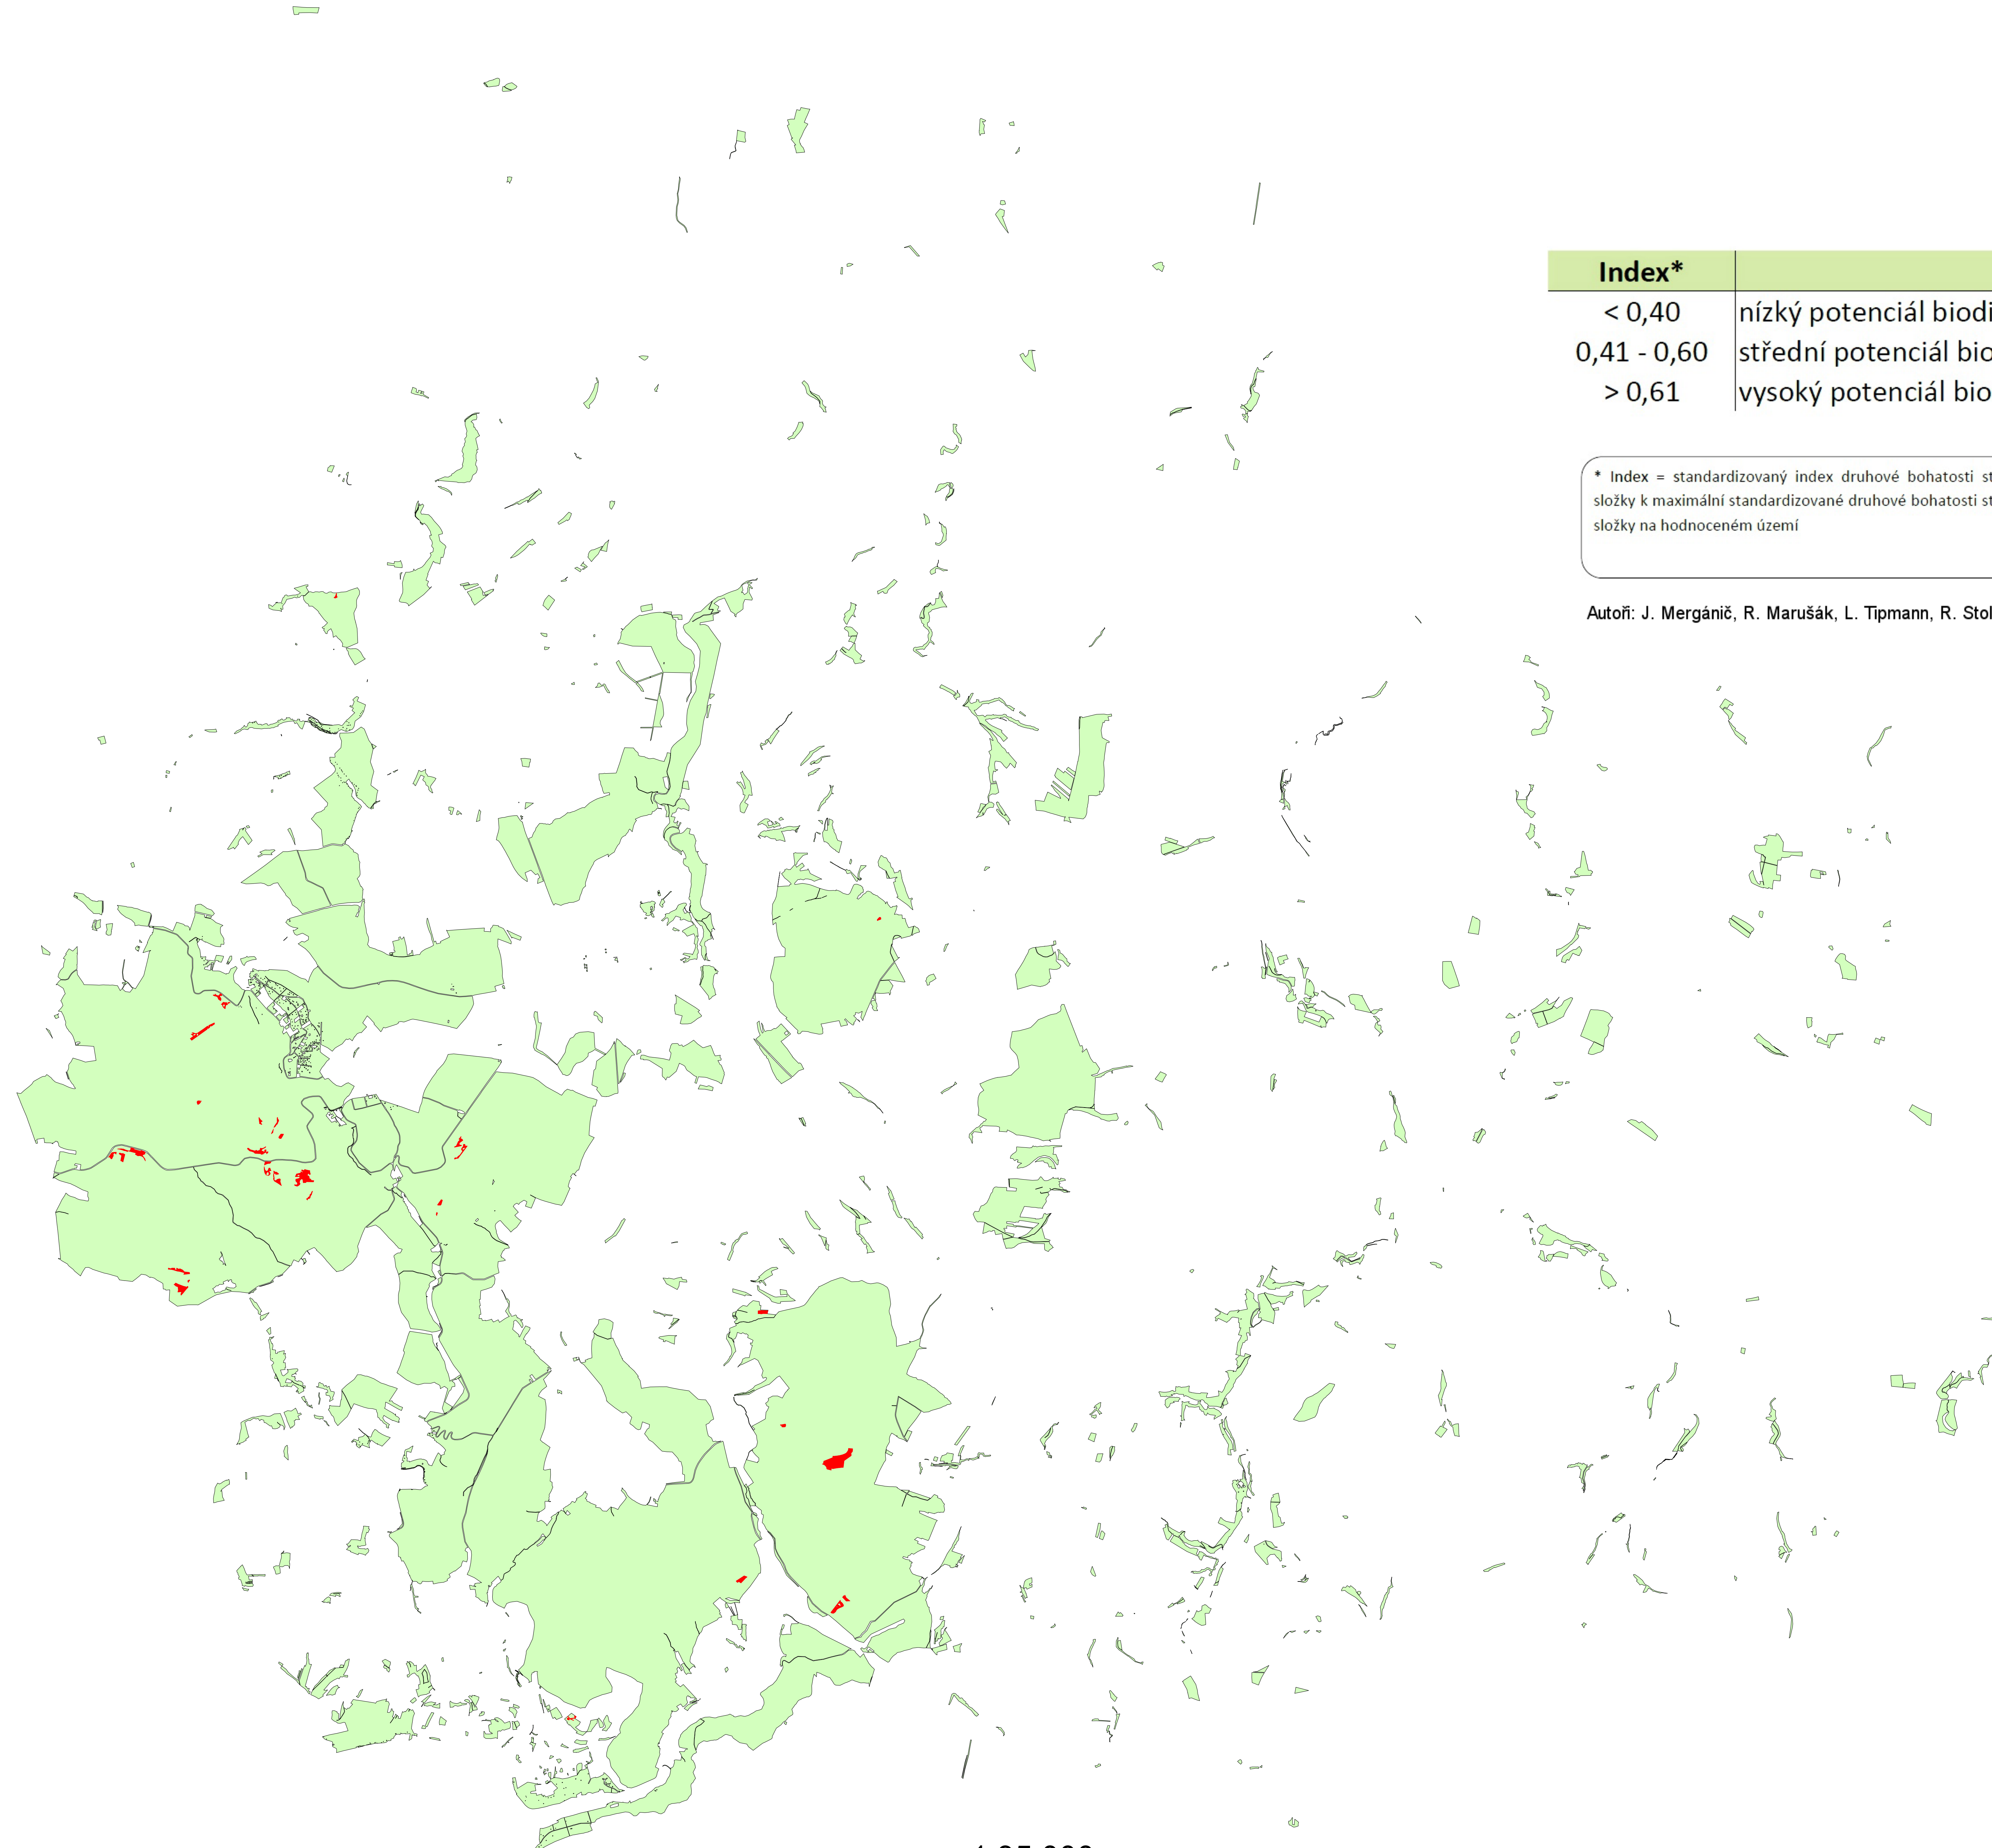 Index*
< 0,40 nízký potenciál biodi
0,41 - 0,60 střední potenciál bio
> 0,61 vysoký potenciál bio
* Index = standardizovaný index druhové bohatosti st
složky k maximální standardizované druhové bohatosti st
složky na hodnoceném území
Autoři: J. Mergánič, R. Marušák, L. Tipmann, R. Stol